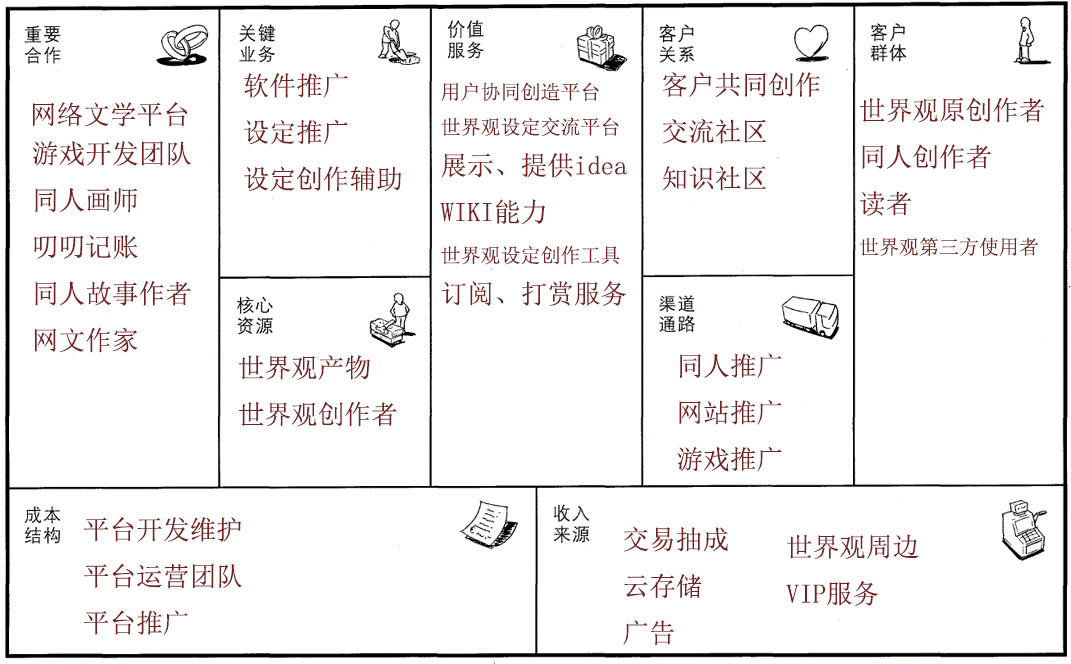 重要
合作
网络文学平台
游戏开发团队
同人画师
叨叨记账
同人故事作者
网文作家
关键
业务
软件推广
设定推广
设定创作辅助
核心
资源
世界观产物
世界观创作者
价值
服务
用户协同创造平台
世界观设定交流平台
展示、提供idea
WIKI能力
世界观设定创作工具
订阅、打赏服务
客户
关系
客户共同创作
交流社区
知识社区
渠道
通路
同人推广
网站推广
游戏推广
客户
群体
世界观原创作者
同人创作者
读者
世界观第三方使用者
成本
结构
平台开发维护
平台运营团队
平台推广
收入
来源
交易抽成
云存储
广告
世界观周边
VIP服务